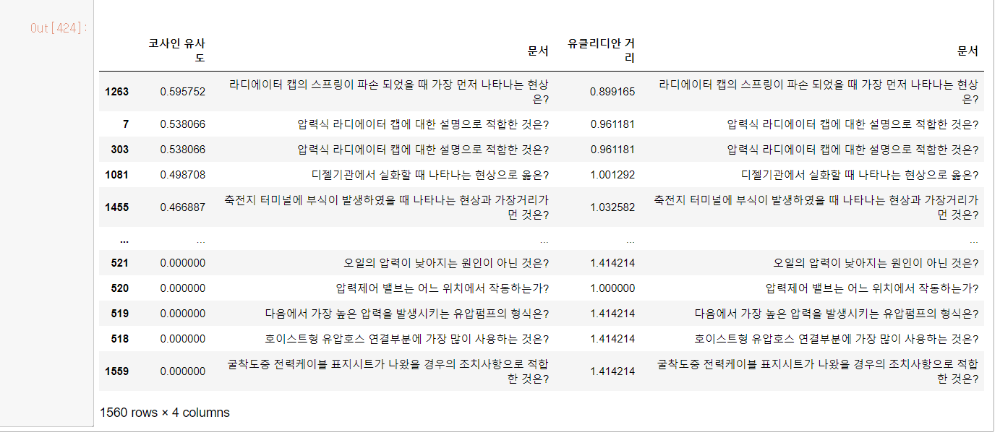 Out[424]:
코사인 유사
도 문서 유클리디안 거
리 문서
1263 0.595752 라디에이터 캡의 스프링이 파손 되었을 때 가장 먼저 나타나는 현상
은? 0.899165 라디에이터 캡의 스프링이 파손 되었을 때 가장 먼저 나타나는 현상
은?
7 0.538066 압력식 라디에이터 캡에 대한 설명으로 적합한 것은? 0.961181 압력식 라디에이터 캡에 대한 설명으로 적합한 것은?
303 0.538066 압력식 라디에이터 캡에 대한 설명으로 적합한 것은? 0.961181 압력식 라디에이터 캡에 대한 설명으로 적합한 것은?
1081 0.498708 디젤기관에서 실화할 때 나타나는 현상으로 옳은? 1.001292 디젤기관에서 실화할 때 나타나는 현상으로 옳은?
1455 0.466887 축전지 터미널에 부식이 발생하였을 때 나타나는 현상과 가장거리가
먼 것은? 1.032582 축전지 터미널에 부식이 발생하였을 때 나타나는 현상과 가장거리가
먼 것은?
... ... ... ... ...
521 0.000000 오일의 압력이 낮아지는 원인이 아닌 것은? 1.414214 오일의 압력이 낮아지는 원인이 아닌 것은?
520 0.000000 압력제어 밸브는 어느 위치에서 작동하는가? 1.000000 압력제어 밸브는 어느 위치에서 작동하는가?
519 0.000000 다음에서 가장 높은 압력을 발생시키는 유압펌프의 형식은? 1.414214 다음에서 가장 높은 압력을 발생시키는 유압펌프의 형식은?
518 0.000000 호이스트형 유압호스 연결부분에 가장 많이 사용하는 것은? 1.414214 호이스트형 유압호스 연결부분에 가장 많이 사용하는 것은?
1559 0.000000 굴착도중 전력케이블 표지시트가 나왔을 경우의 조치사항으로 적합
한 것은? 1.414214 굴착도중 전력케이블 표지시트가 나왔을 경우의 조치사항으로 적합
한 것은?
1560 rows × 4 columns